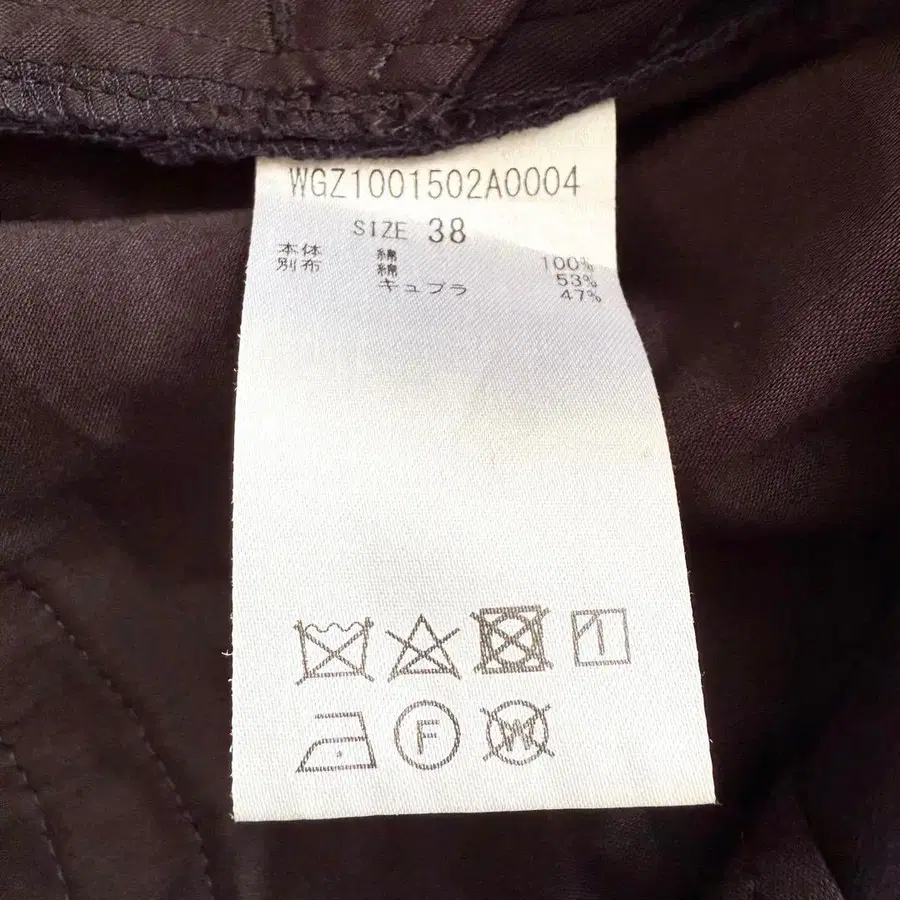 WGZ1001502A0004
SIZE 38
本体 綿 100%
別布 綿 53%
キュプラ 47%
F
W